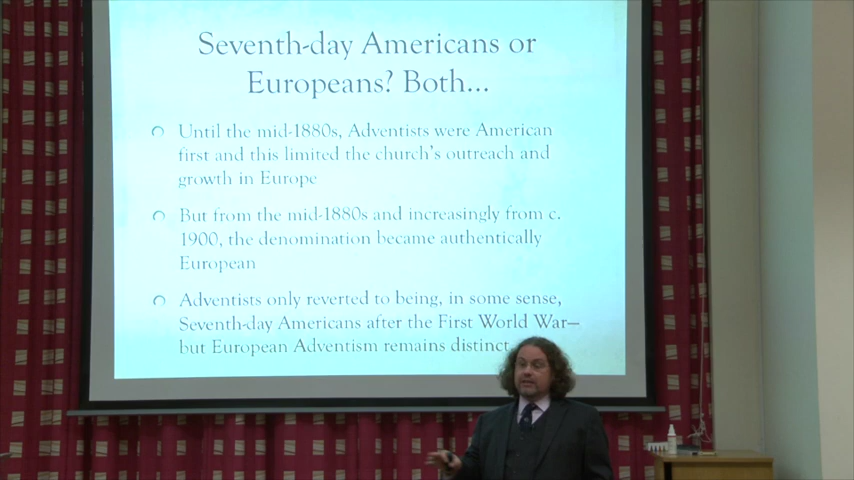 Seventh-day Americans or
Europeans? Both...
Until the mid-1880s, Adventists were American
first and this limited the church's outreach and
growth in Europe
But from the mid-1880s and increasingly from c.
1900, the denomination became authentically
European
Adventists only reverted to being, in some sense,
Seventh-day Americans after the First World War—
but European Adventism remains distinct